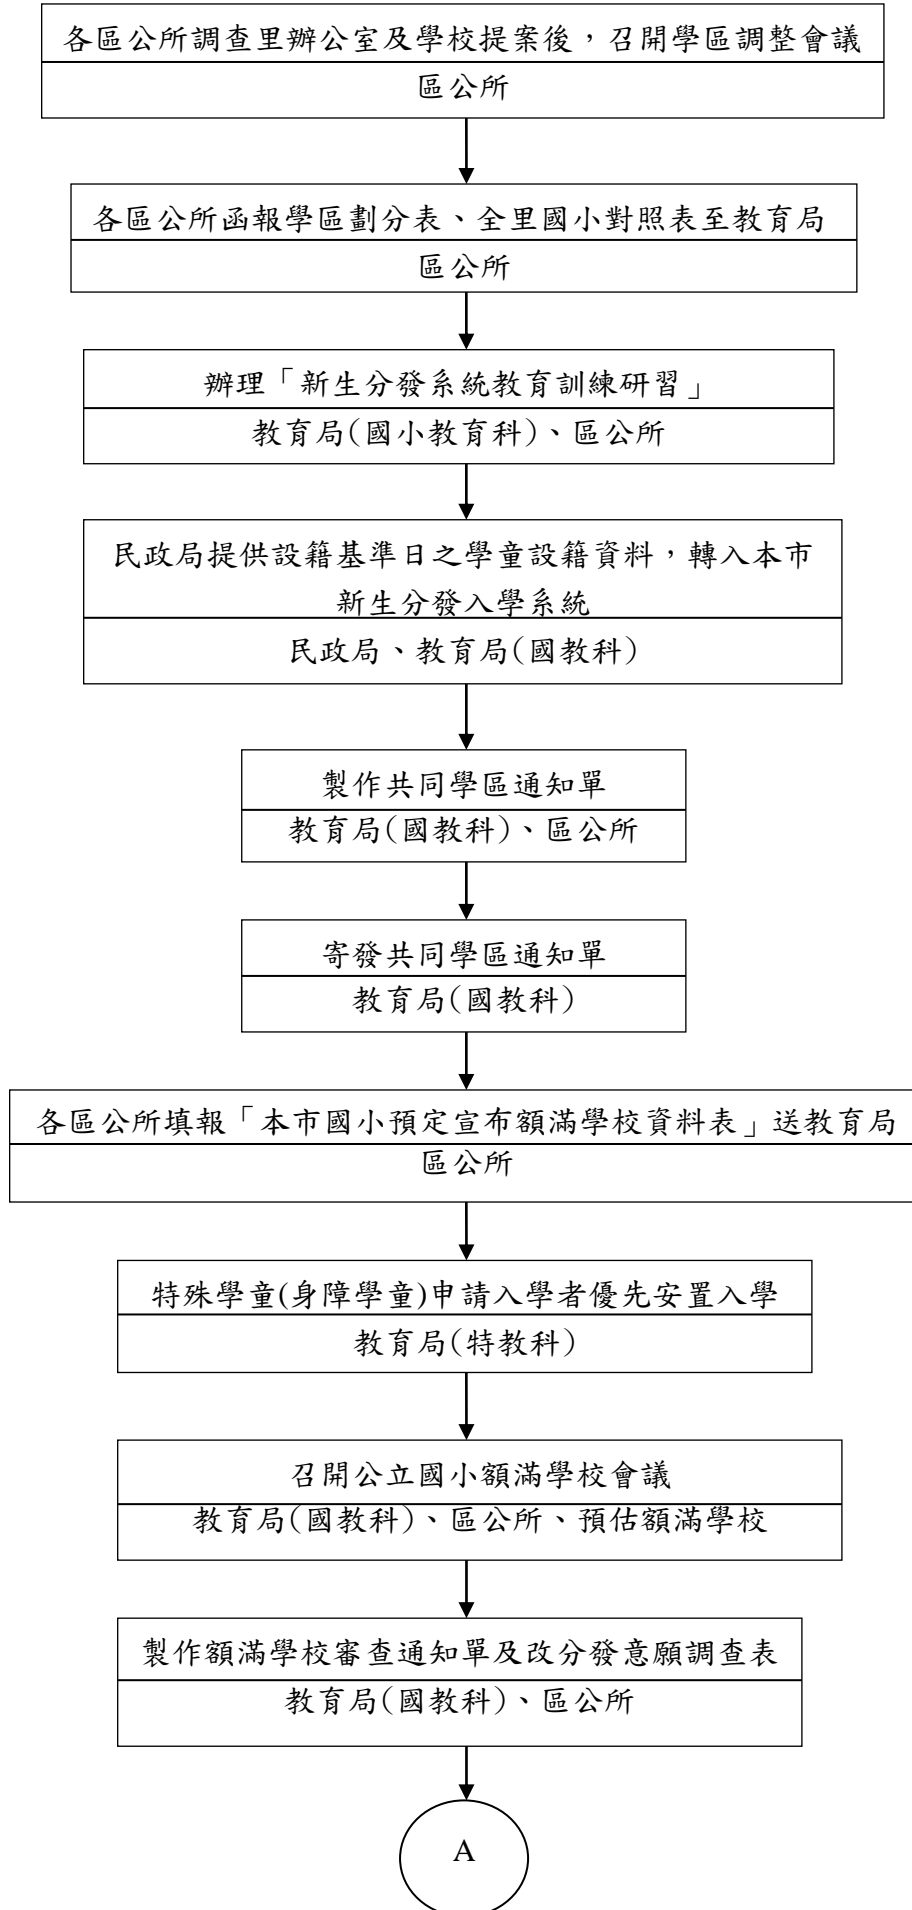 各區公所調查里辦公室及學校提案後，召開學區調整會議
區公所
各區公所函報學區劃分表、全里國小對照表至教育局
區公所
辦理「新生分發系統教育訓練研習」
教育局(國小教育科)、區公所
民政局提供設籍基準日之學童設籍資料，轉入本市
新生分發入學系統
民政局、教育局(國教科)
製作共同學區通知單
教育局(國教科)、區公所
寄發共同學區通知單
教育局(國教科)
各區公所填報「本市國小預定宣布額滿學校資料表」送教育局
區公所
特殊學童(身障學童)申請入學者優先安置入學
教育局(特教科)
召開公立國小額滿學校會議
教育局(國教科)、區公所、預估額滿學校
製作額滿學校審查通知單及改分發意願調查表
教育局(國教科)、區公所
A